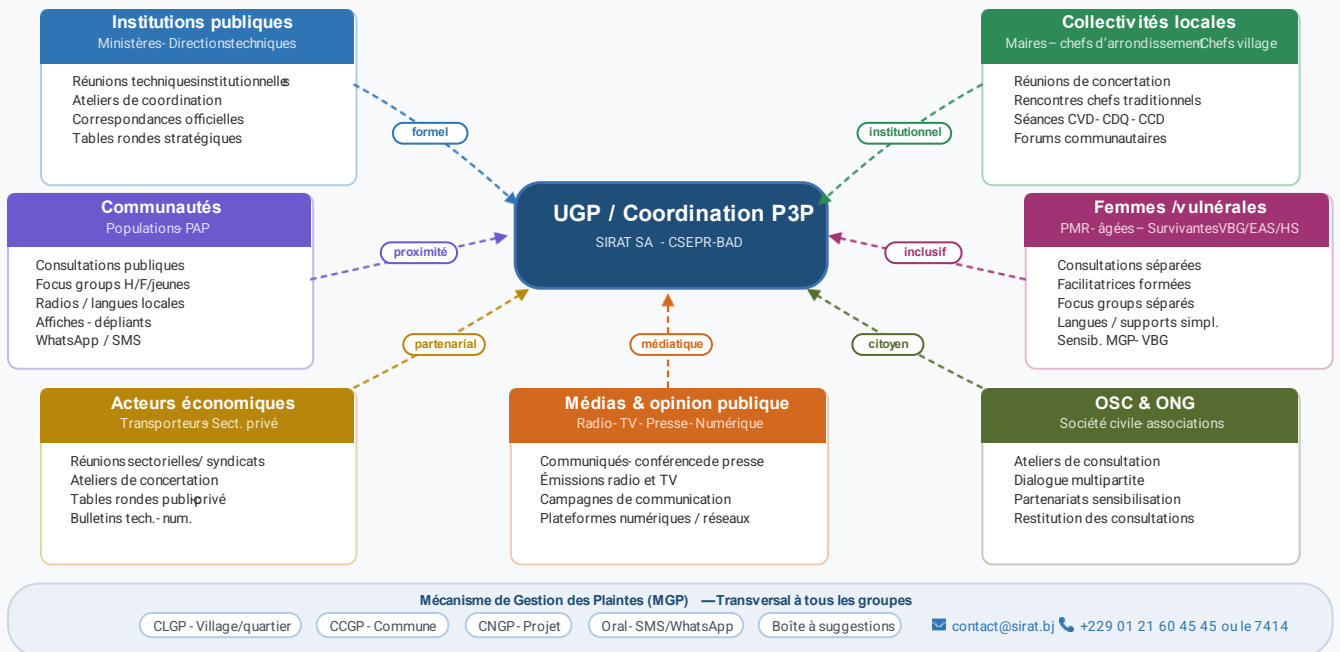 Institutions publiques
Ministères- Directionstechniques
Réunions techniquesinstitutionnelles
Ateliers de coordination
Correspondances officielles
Tables rondes stratégiques
formel
Collectivités locales
Maires – chefs d'arrondissement-Chefs village
Réunions de concertation
Rencontres chefs traditionnels
Séances CVD- CDQ - CCD
Forums communautaires
institutionnel
UGP / Coordination P3P
SIRAT SA - CSEPR-BAD
Communautés
Populations- PAP
Consultations publiques
Focus groups H/F/jeunes
Radios / langues locales
Affiches - dépliants
WhatsApp / SMS
proximité
Femmes /vulnérales
PMR- âgées – SurvivantesVBG/EAS/HS
Consultations séparées
Facilitatrices formées
Focus groups séparés
Langues / supports simpl.
Sensib. MGP- VBG
inclusif
partenarial
médiatique
citoyen
Acteurs économiques
Transporteurs- Sect. privé
Réunions sectorielles/ syndicats
Ateliers de concertation
Tables rondes public-privé
Bulletins tech.- num.
Médias & opinion publique
Radio- TV - Presse- Numérique
Communiqués- conférencede presse
Émissions radio et TV
Campagnes de communication
Plateformes numériques / réseaux
OSC & ONG
Société civile- associations
Ateliers de consultation
Dialogue multipartite
Partenariats sensibilisation
Restitution des consultations
Mécanisme de Gestion des Plaintes (MGP) —Transversal à tous les groupes
CLGP - Village/quartier
CCGP - Commune
CNGP - Projet
Oral - SMS/WhatsApp
Boîte à suggestions
contact@sirat.bj
+229 01 21 60 45 45 ou le 7414